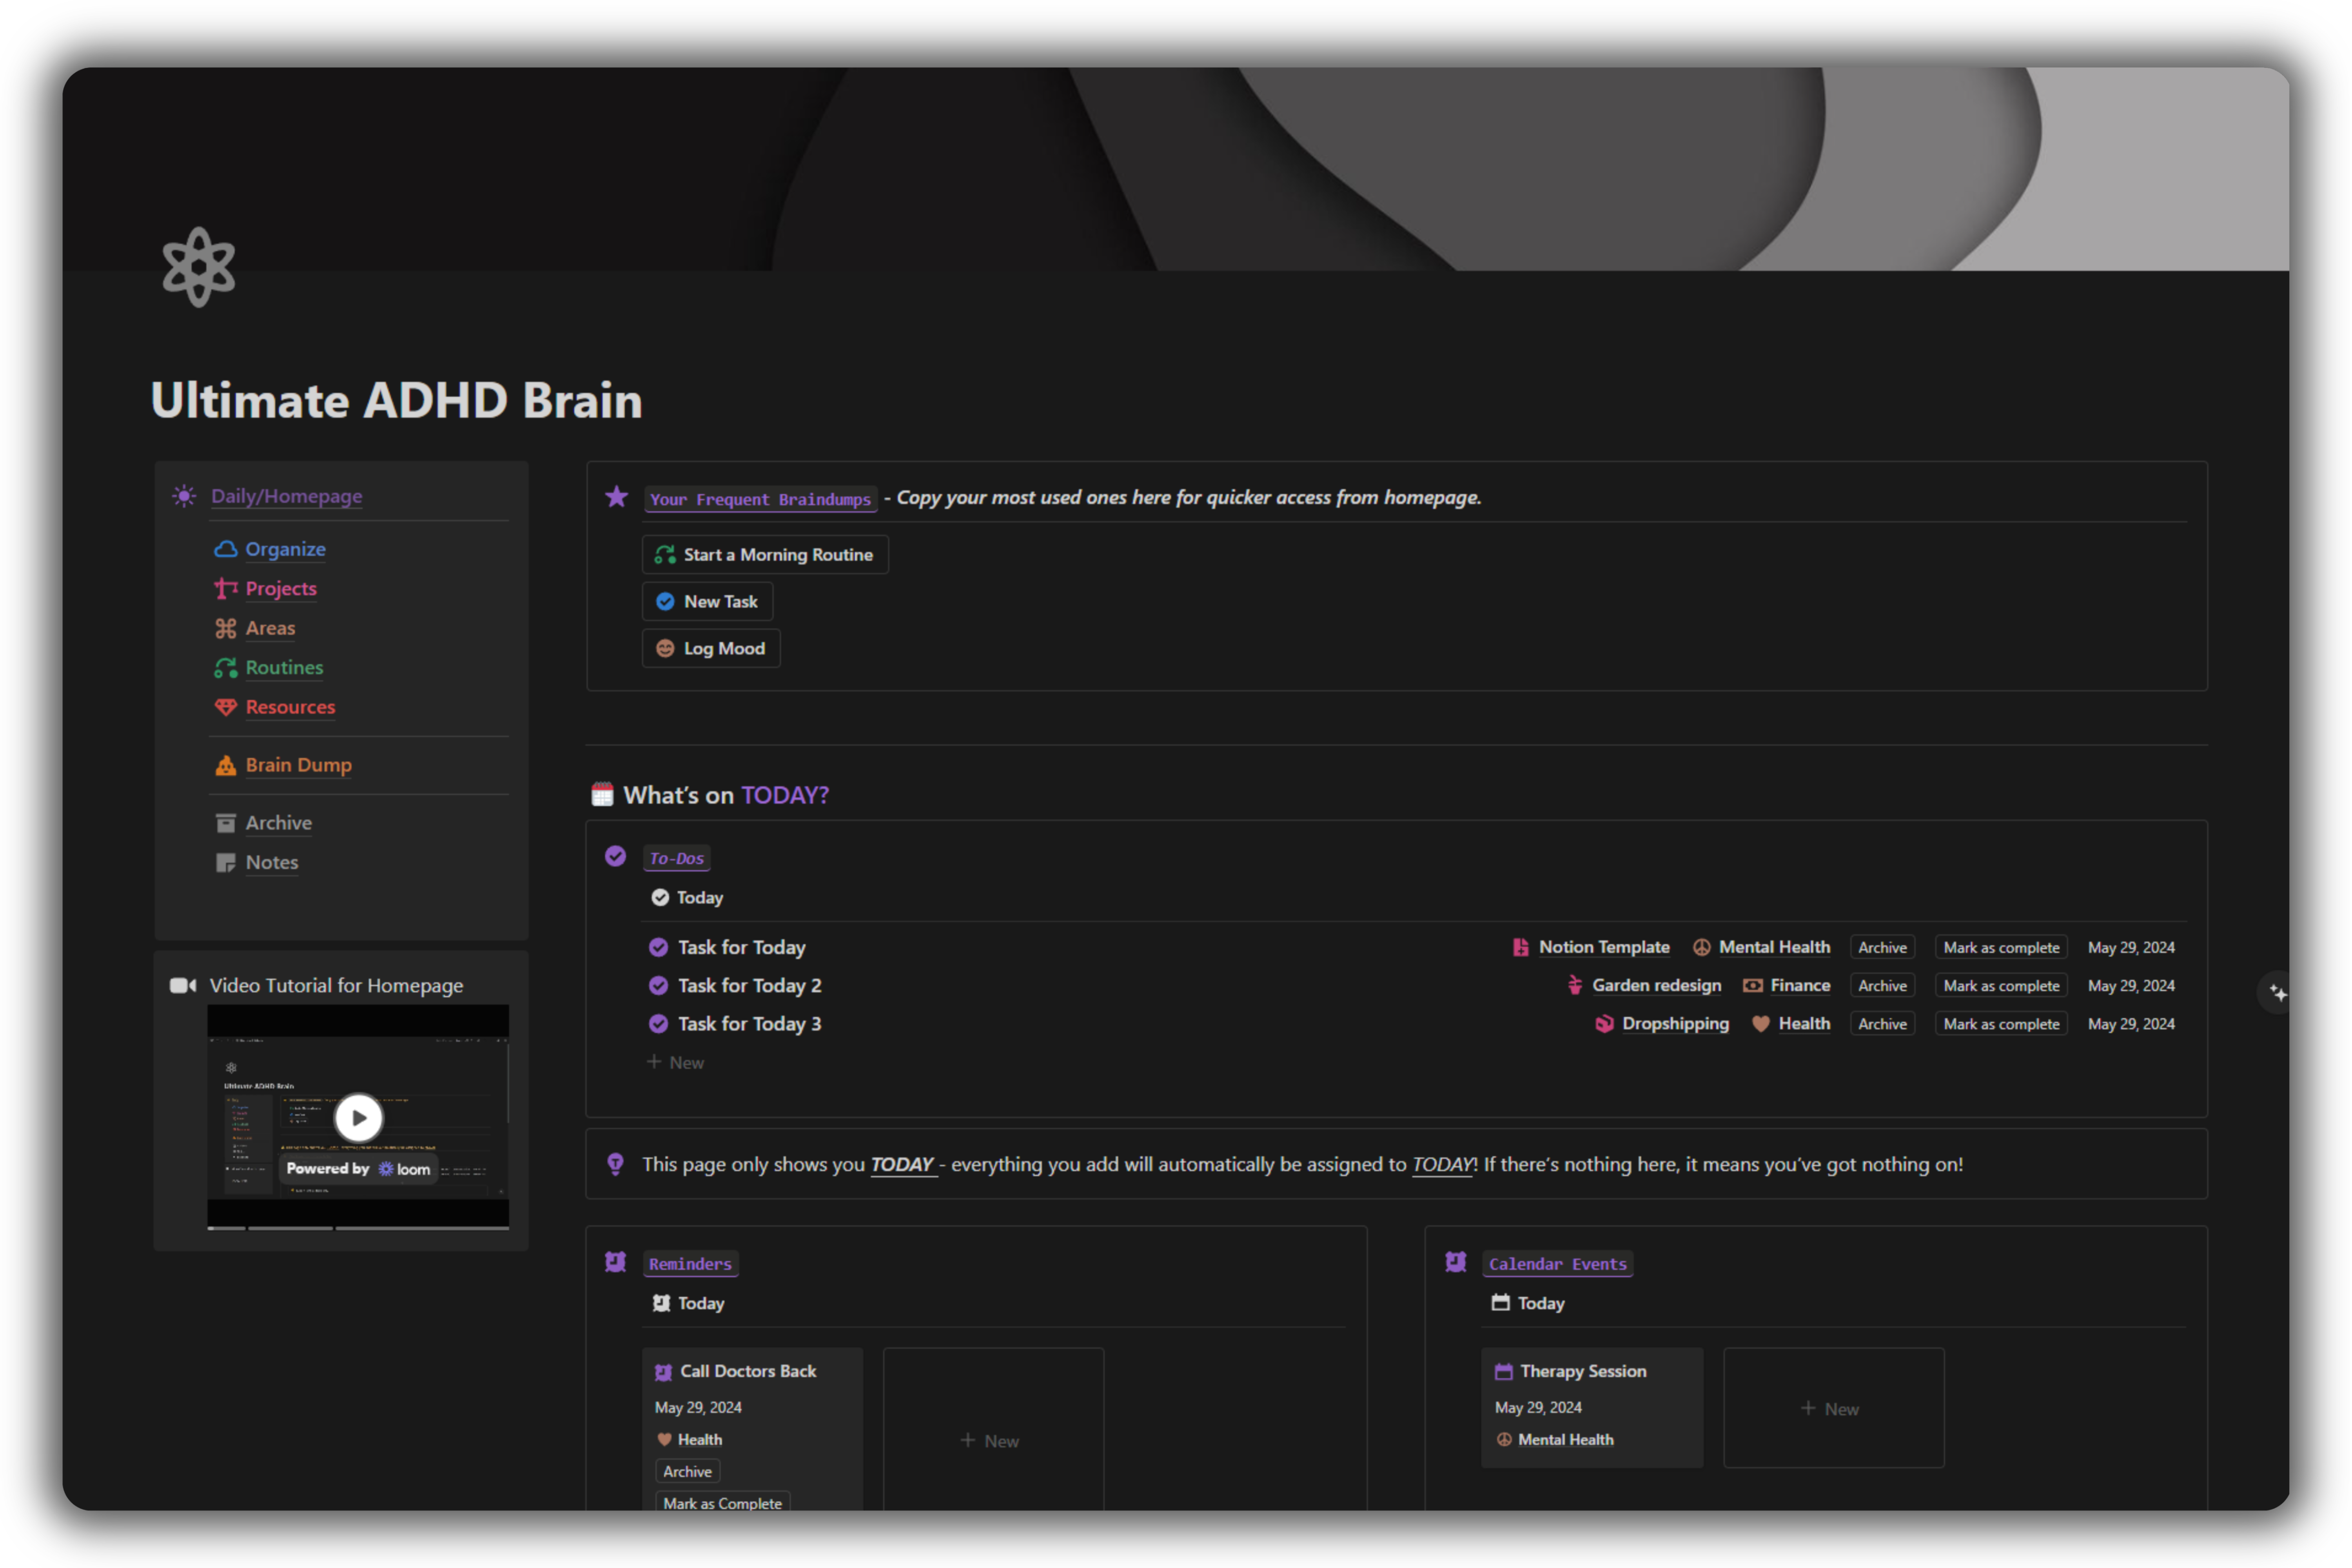 Ultimate ADHD Brain
Daily/Homepage
Organize
Projects
Areas
Routines
Resources
Brain Dump
Archive
Notes
Video Tutorial for Homepage
Ultimate ADHD Brain
Powered by loom
Your Frequent Braindumps - Copy your most used ones here for quicker access from homepage.
Start a Morning Routine
New Task
Log Mood
What's on TODAY?
To-Dos
Today
Task for Today Notion Template Mental Health Archive Mark as complete May 29, 2024
Task for Today 2 Garden redesign Finance Archive Mark as complete May 29, 2024
Task for Today 3 Dropshipping Health Archive Mark as complete May 29, 2024
+ New
This page only shows you TODAY - everything you add will automatically be assigned to TODAY! If there's nothing here, it means you've got nothing on!
Reminders
Today
Call Doctors Back
May 29, 2024
Health
Archive
Mark as Complete
+ New
Calendar Events
Today
Therapy Session
May 29, 2024
Mental Health
+ New